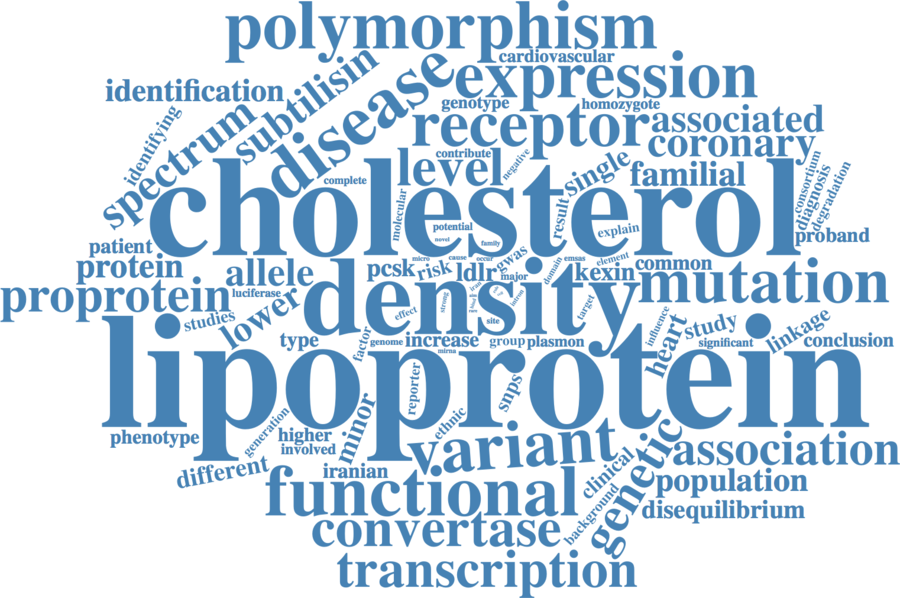 polymorphism
cardiovascular
expression
identification
subtilisin
disease
genotype
homozygote
identifying
spectrum
receptor
associated
coronary
contribute
negative
level
single
familial
consortium
diagnosis
degradation
complete
cholesterol
molecular
potential
result
explain
novel
family
proband
patient
protein
allele
pcsk
risk
micro
cause
occur
ldlr
gwas
major
domain
emsas
element
kexin
common
proprotein
luciferase
lower
density
iran
strong
intron
mutation
studies
effect
site
target
influence
heart
study
significant
linkage
conclusion
type
factor
genome
increase
mirna
group
plasmon
lipoprotein
reporter
snps
phenotype
generation
higher
involved
minor
ethnic
variant
association
different
iranian
clinical
genetic
population
functional
background
disequilibrium
convertase
transcription